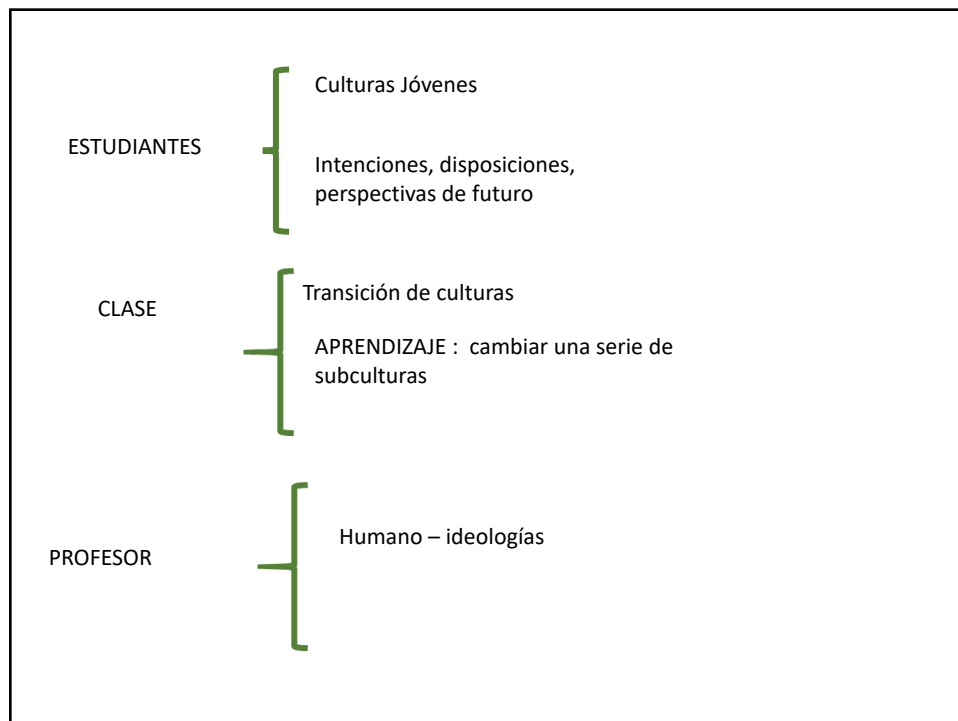 Culturas Jóvenes
ESTUDIANTES
Intenciones, disposiciones,
perspectivas de futuro
Transición de culturas
CLASE
APRENDIZAJE :  cambiar una serie de
subculturas
Humano – ideologías
PROFESOR